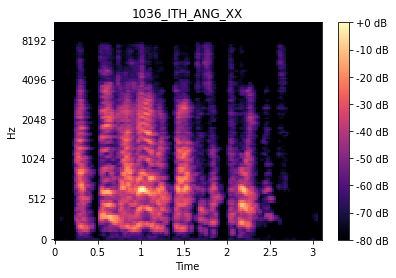 1036_ITH_ANG_XX
8192
4096
2048
1024
512
0
Hz
0
0.5
1
1.5
2
2.5
3
Time
+0 dB
-10 dB
-20 dB
-30 dB
-40 dB
-50 dB
-60 dB
-70 dB
-80 dB